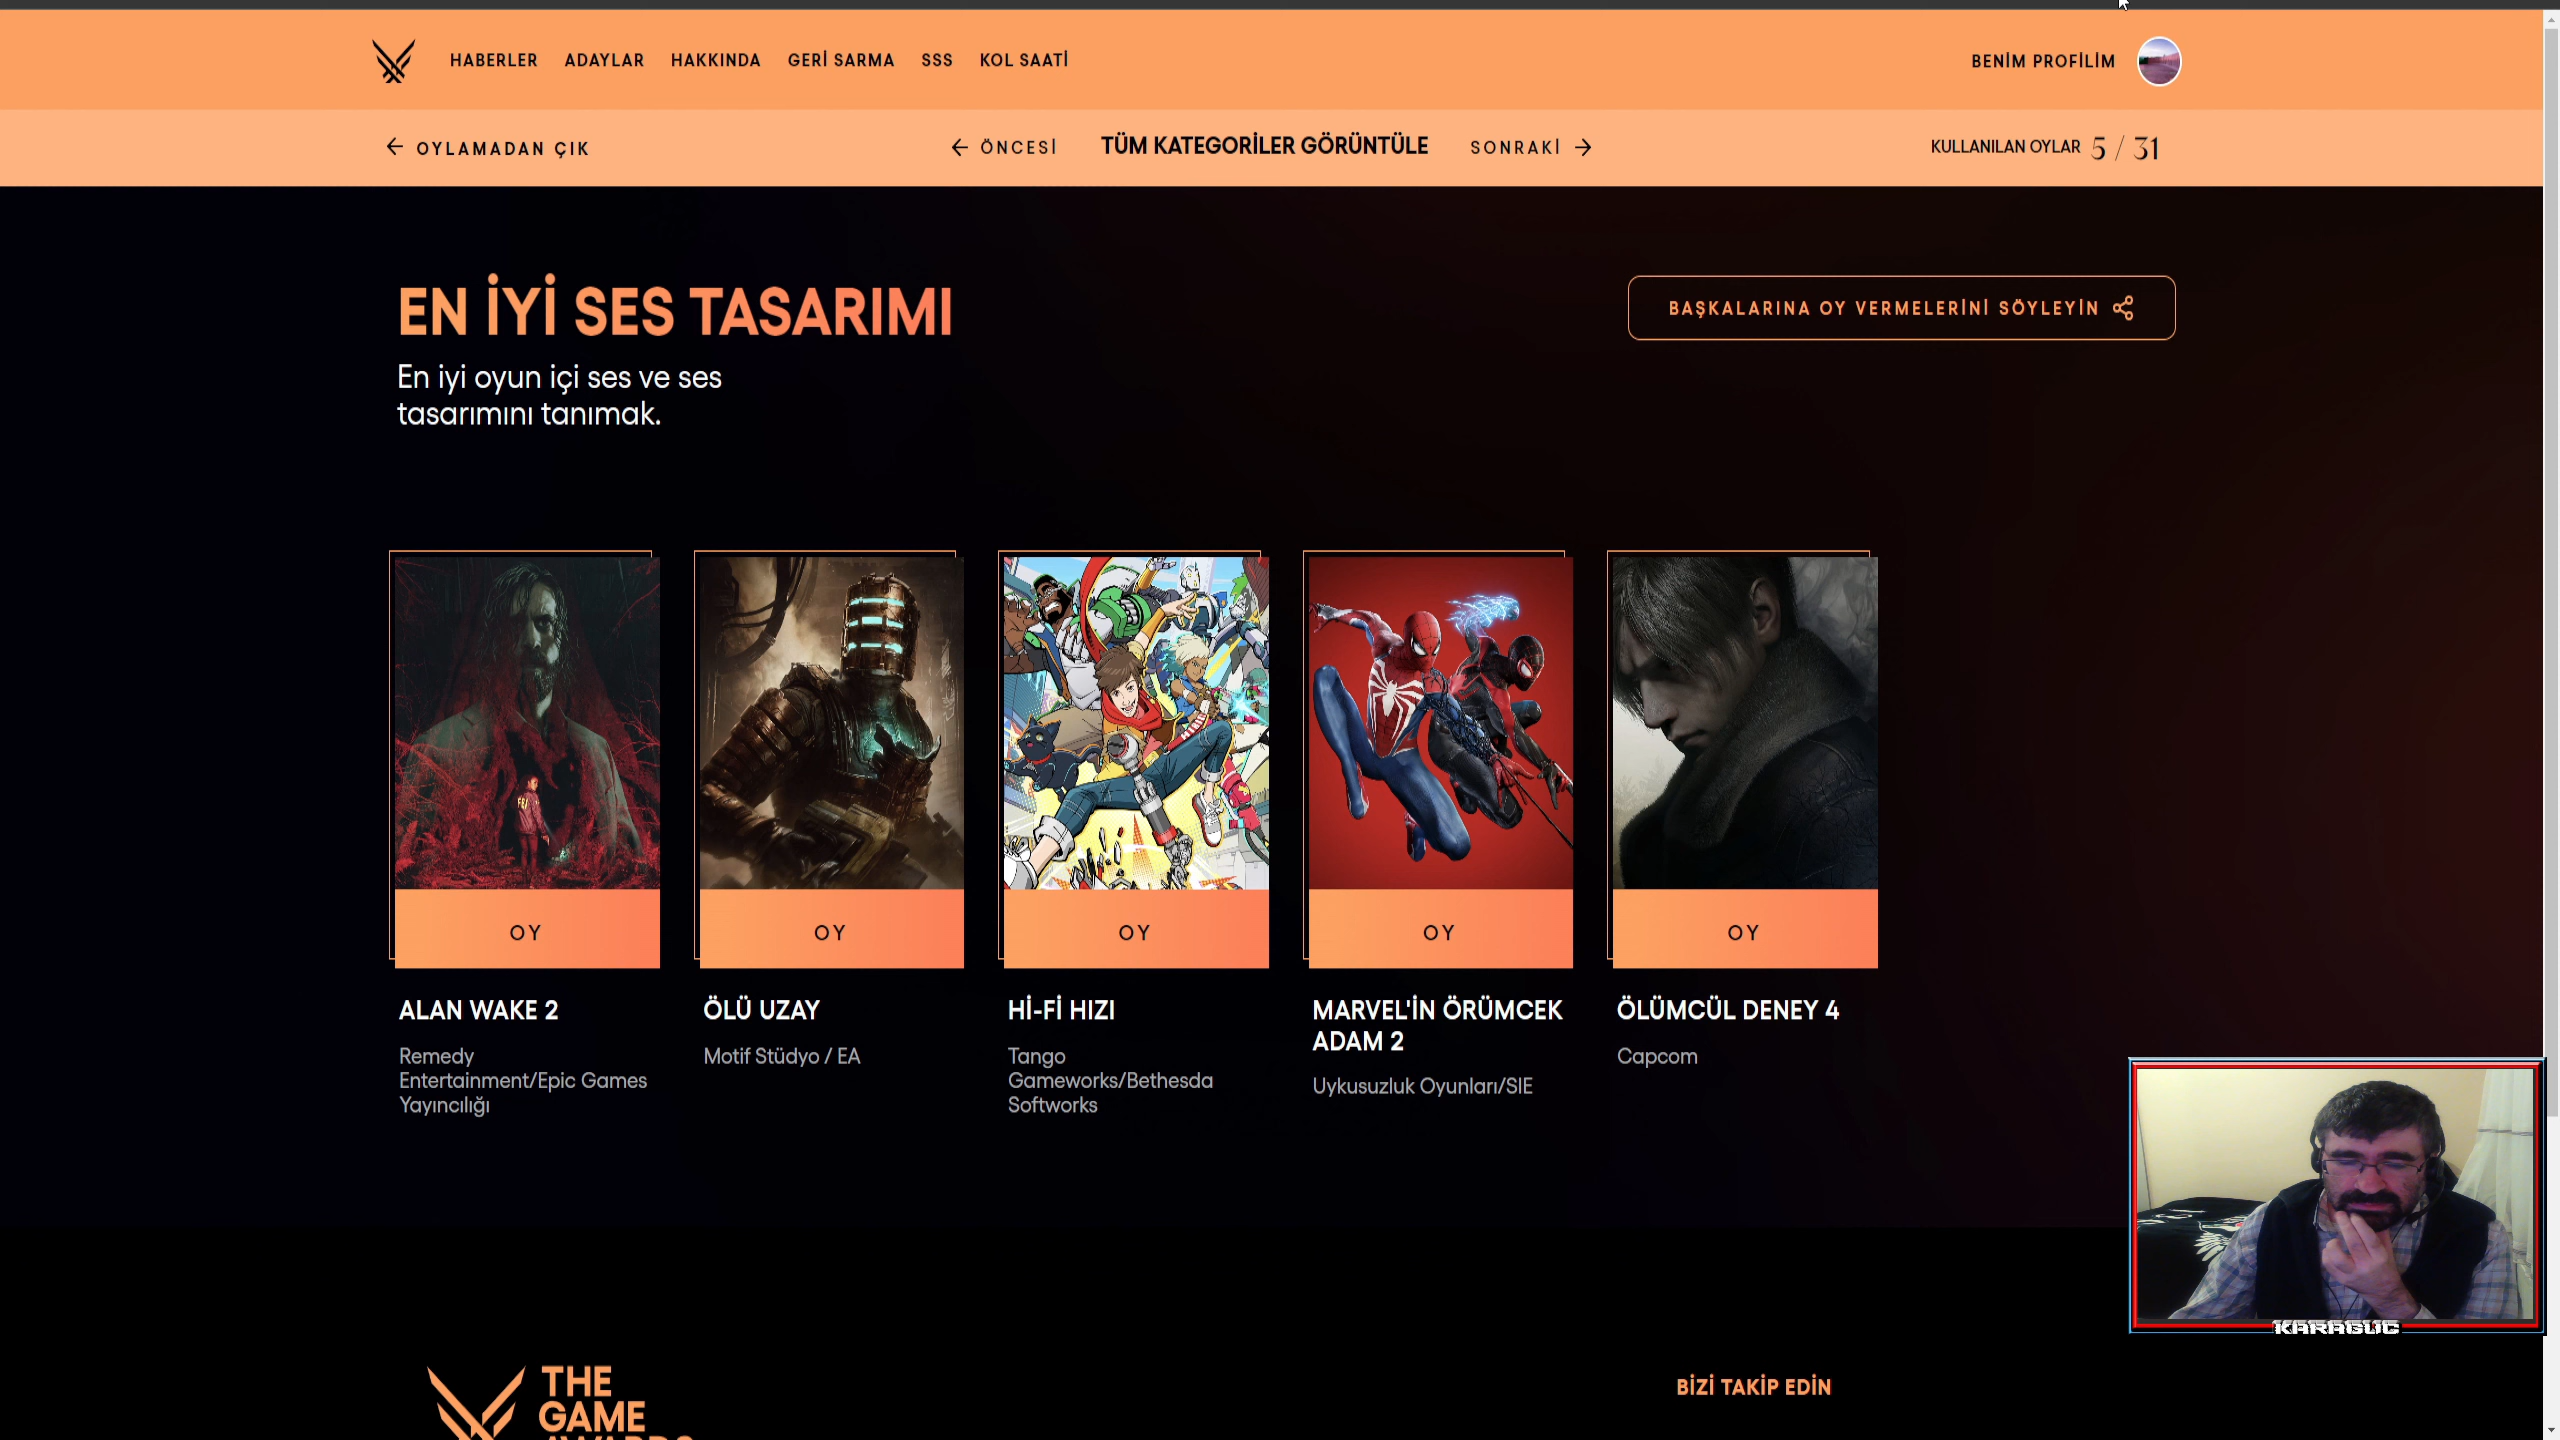 HABERLER ADAYLAR HAKKINDA GERİ SARMA SSS KOL SAATİ BENİM PROFİLİM
OYLAMADAN ÇIK ÖNCESİ TÜM KATEGORİLER GÖRÜNTÜLE SONRAKİ KULLANILAN OYLAR 5 / 31
EN İYİ SES TASARIMI
BAŞKALARINA OY VERMELERİNİ SÖYLEYİN
En iyi oyun içi ses ve ses
tasarımını tanımak.
FBI
OY OY OY OY OY
ALAN WAKE 2
Remedy
Entertainment/Epic Games
Yayıncılığı
ÖLÜ UZAY
Motif Stüdyo / EA
Hİ-Fİ HIZI
Tango
Gameworks/Bethesda
Softworks
MARVEL'İN ÖRÜMCEK
ADAM 2
Uykusuzluk Oyunları/SIE
ÖLÜMCÜL DENEY 4
Capcom
KARAGUC
THE
GAME
AWARDS
BİZİ TAKİP EDİN